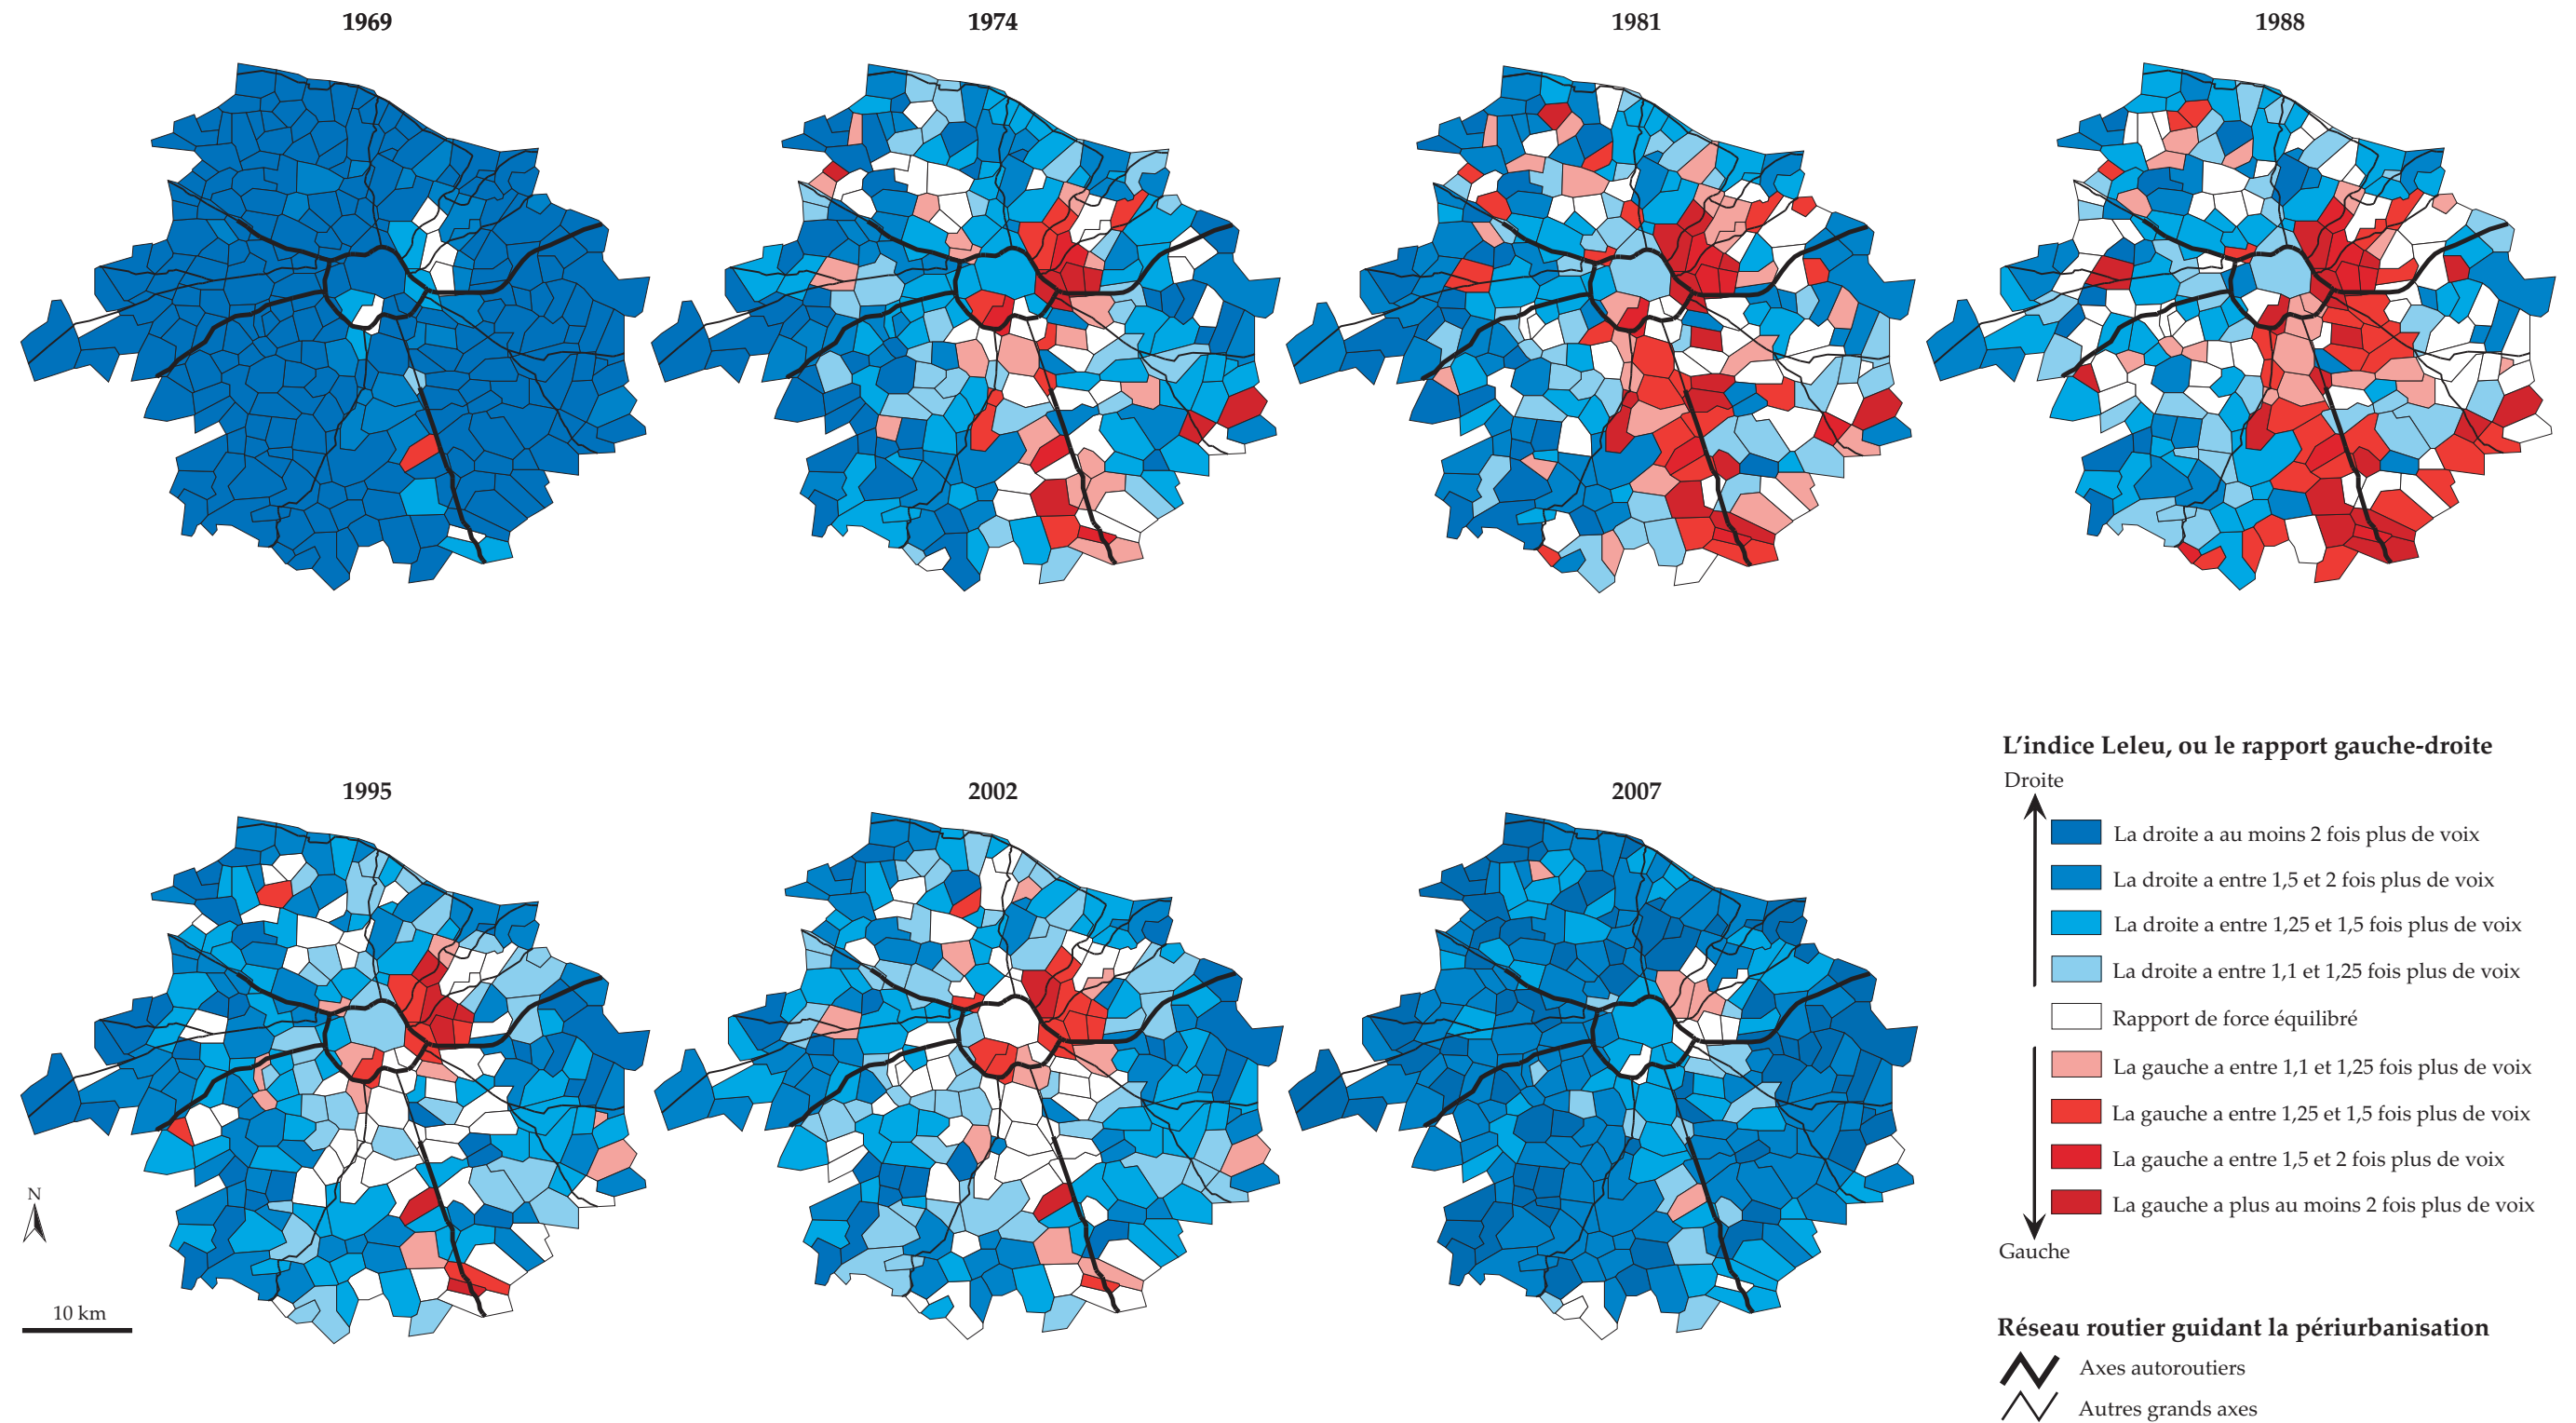 1969
1974
1981
1988
1995
2002
2007
L'indice Leleu, ou le rapport gauche-droite
Droite
La droite a au moins 2 fois plus de voix
La droite a entre 1,5 et 2 fois plus de voix
La droite a entre 1,25 et 1,5 fois plus de voix
La droite a entre 1,1 et 1,25 fois plus de voix
Rapport de force équilibré
La gauche a entre 1,1 et 1,25 fois plus de voix
La gauche a entre 1,25 et 1,5 fois plus de voix
La gauche a entre 1,5 et 2 fois plus de voix
La gauche a plus au moins 2 fois plus de voix
Gauche
N
10 km
Réseau routier guidant la périurbanisation
Axes autoroutiers
Autres grands axes